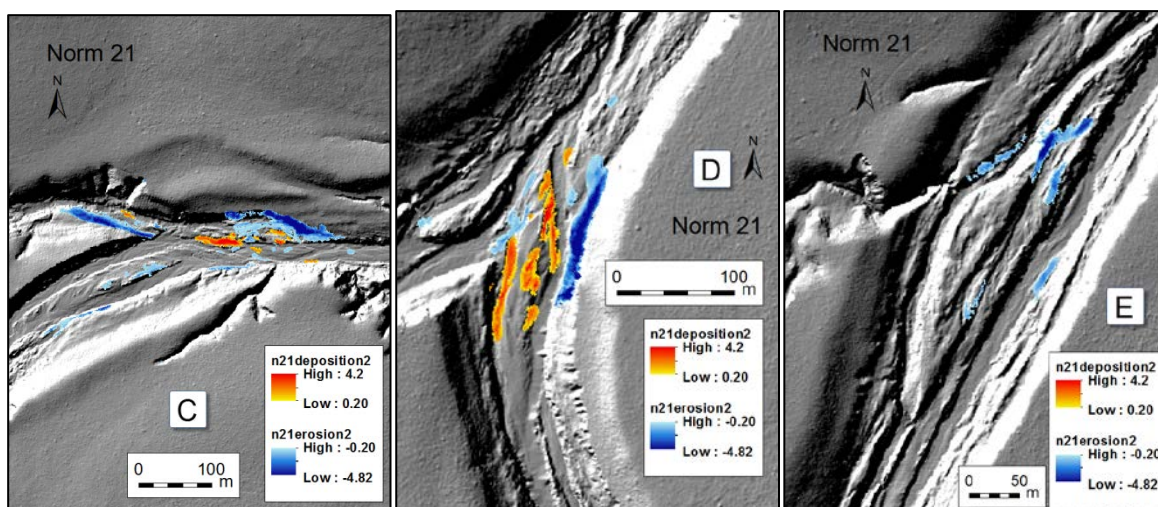 Norm 21
N
n21deposition2
High : 4.2
Low : 0.20
n21erosion2
High : -0.20
Low : -4.82
C
0 100
m
N
D
Norm 21
0 100
m
n21deposition2
High : 4.2
Low : 0.20
n21erosion2
High : -0.20
Low : -4.82
Norm 21
N
E
n21deposition2
High : 4.2
Low : 0.20
n21erosion2
High : -0.20
Low : -4.82
0 50
m